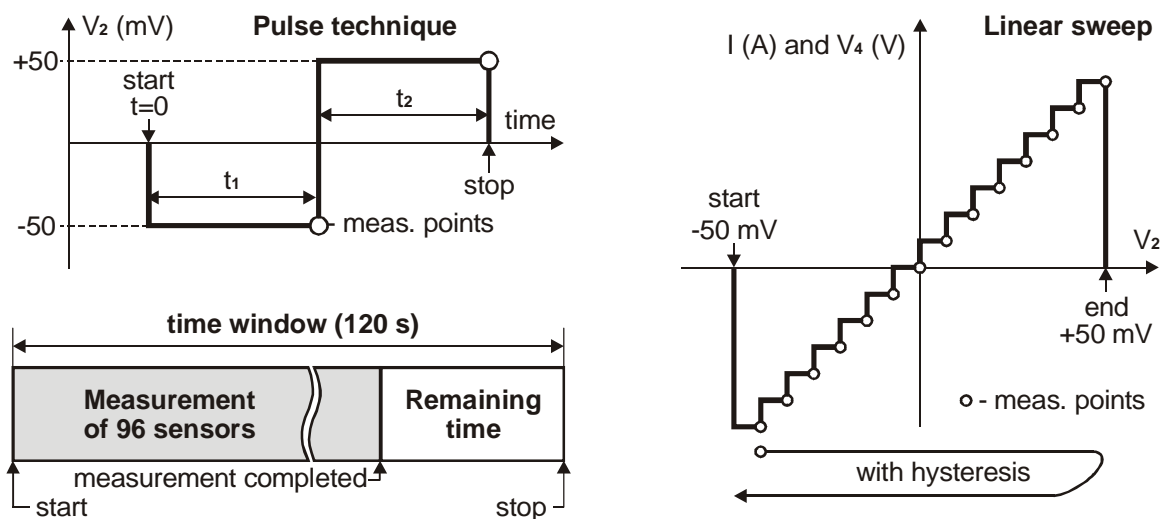 V₂ (mV)
Pulse technique
+50
start
t=0
t₂
time
t₁
stop
-50
- meas. points
time window (120 s)
Measurement
of 96 sensors
Remaining
time
measurement completed
start
stop
Linear sweep
I (A) and V₄ (V)
start
-50 mV
V₂
end
+50 mV
- meas. points
with hysteresis